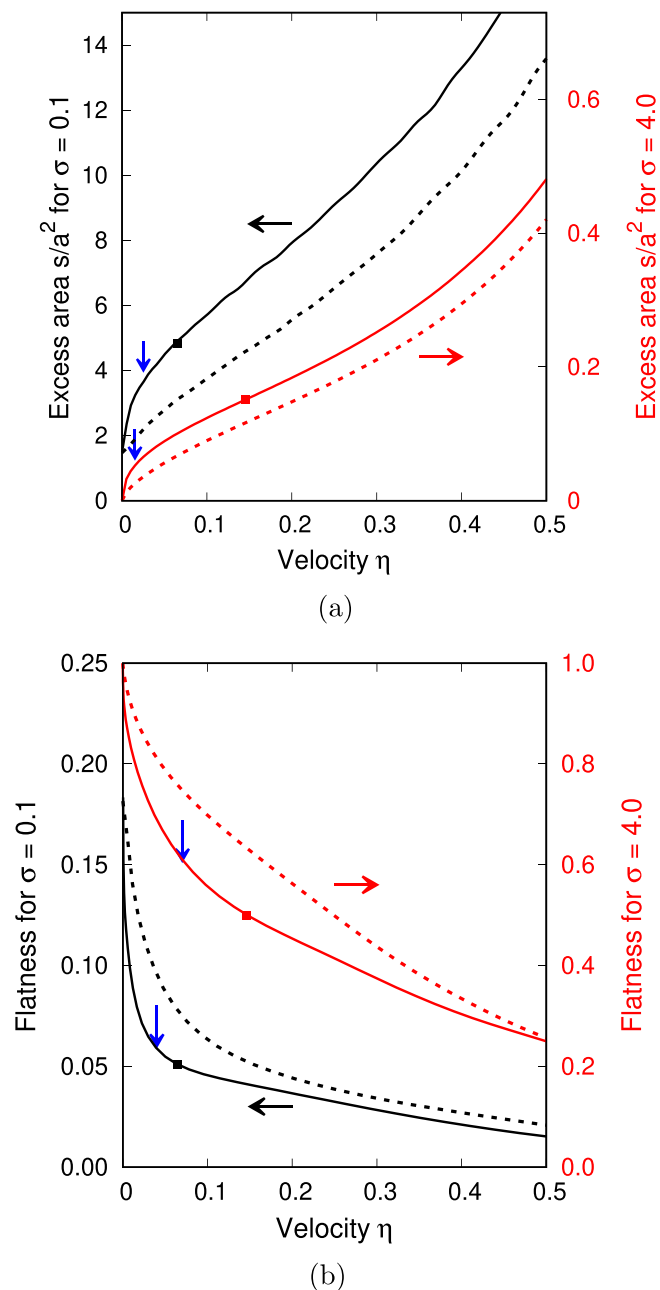 14
12
10
8
6
4
2
0
Excess area s/a² for σ = 0.1
0.6
0.4
0.2
0
Excess area s/a² for σ = 4.0
0 0.1 0.2 0.3 0.4 0.5
Velocity η
(a)
0.25
0.20
0.15
0.10
0.05
0.00
Flatness for σ = 0.1
1.0
0.8
0.6
0.4
0.2
0.0
Flatness for σ = 4.0
0 0.1 0.2 0.3 0.4 0.5
Velocity η
(b)